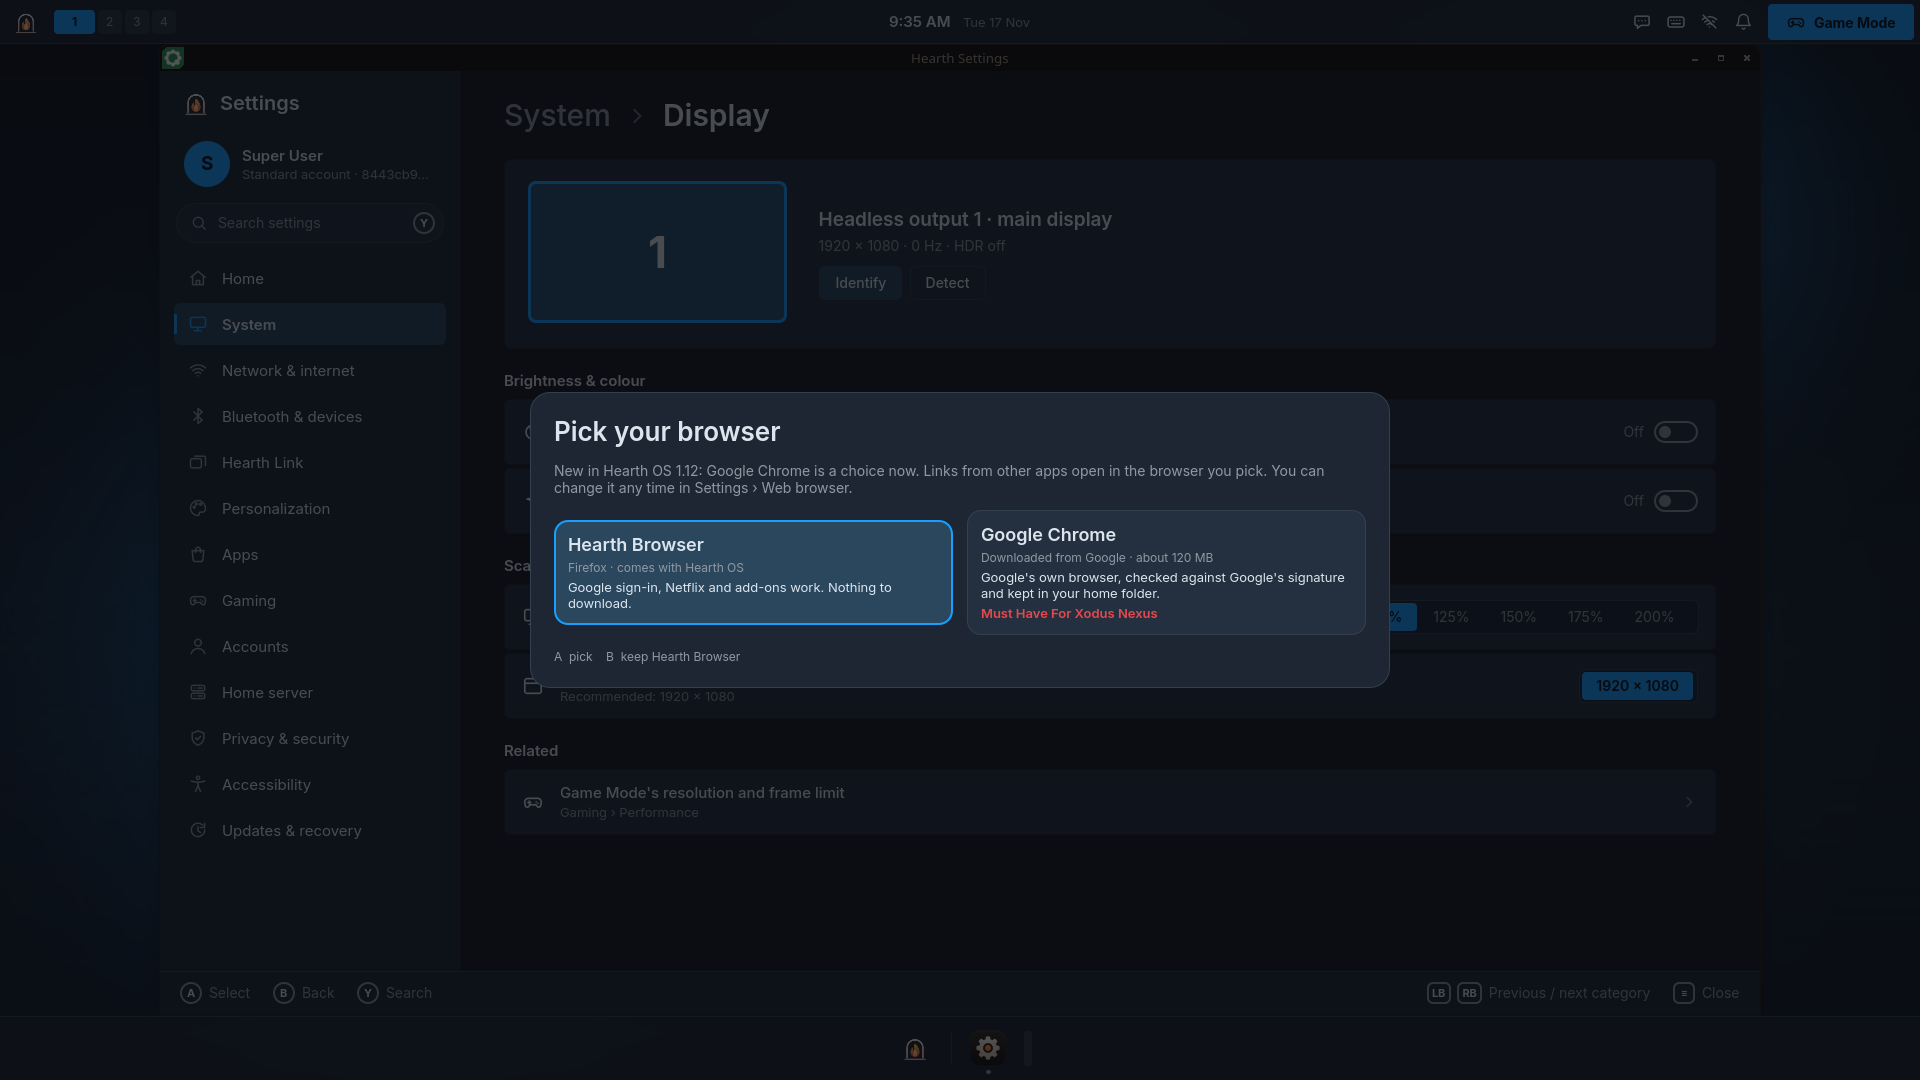 1 2 3 4
9:35 AM Tue 17 Nov
Game Mode
Hearth Settings
Settings
S
Super User
Standard account · 8443cb9...
Search settings
Y
Home
System
Network & internet
Bluetooth & devices
Hearth Link
Personalization
Apps
Gaming
Accounts
Home server
Privacy & security
Accessibility
Updates & recovery
System › Display
1
Headless output 1 · main display
1920 × 1080 · 0 Hz · HDR off
Identify Detect
Brightness & colour
Off
Off
Pick your browser
New in Hearth OS 1.12: Google Chrome is a choice now. Links from other apps open in the browser you pick. You can
change it any time in Settings › Web browser.
Hearth Browser
Firefox · comes with Hearth OS
Google sign-in, Netflix and add-ons work. Nothing to
download.
Google Chrome
Downloaded from Google · about 120 MB
Google's own browser, checked against Google's signature
and kept in your home folder.
Must Have For Xodus Nexus
A pick B keep Hearth Browser
Sca
% 125% 150% 175% 200%
Recommended: 1920 × 1080
1920 × 1080
Related
Game Mode's resolution and frame limit
Gaming › Performance
A Select B Back Y Search
LB RB Previous / next category ≡ Close